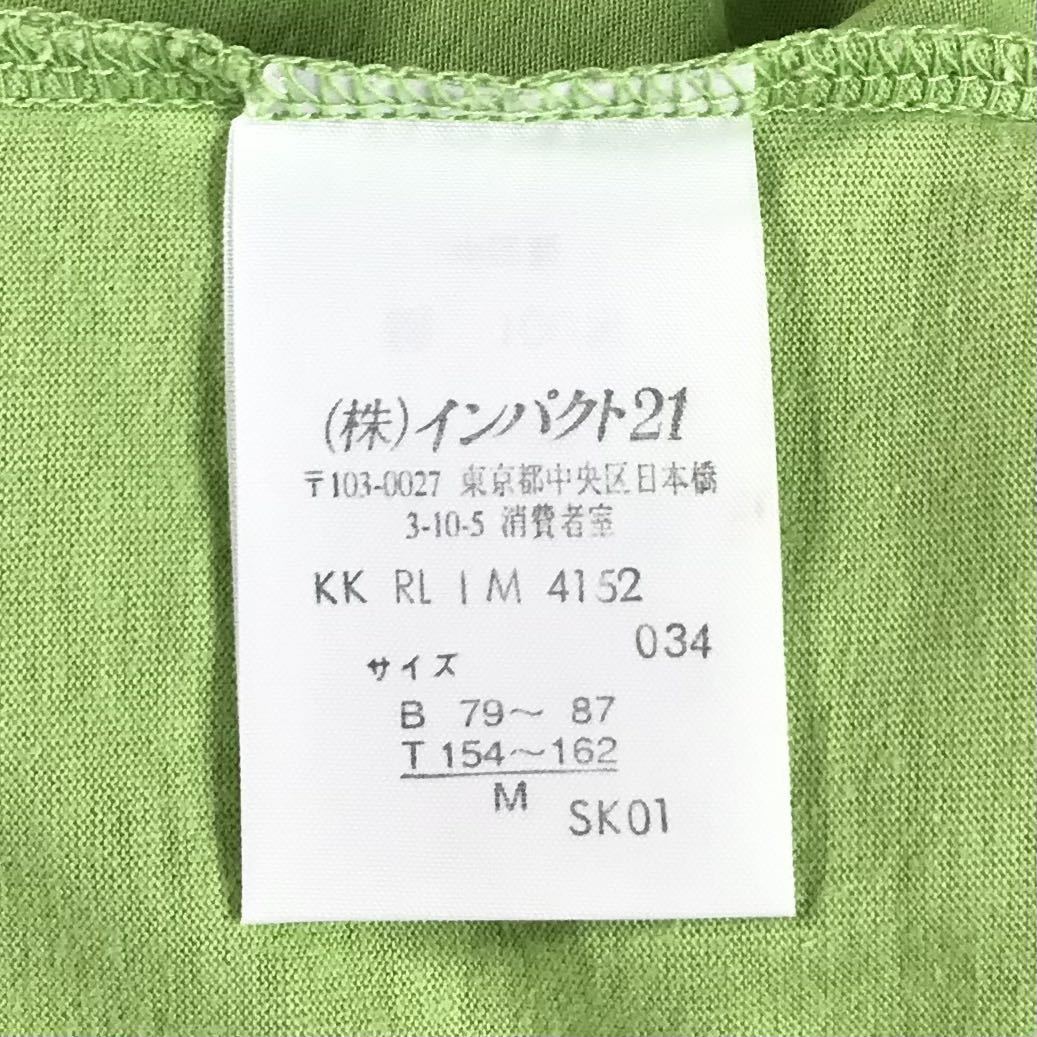 (株)インパクト21
〒103-0027 東京都中央区日本橋
3-10-5 消費者室
KK RL IM 4152
034
サイズ
B 79～ 87
T 154～162
M
SK01